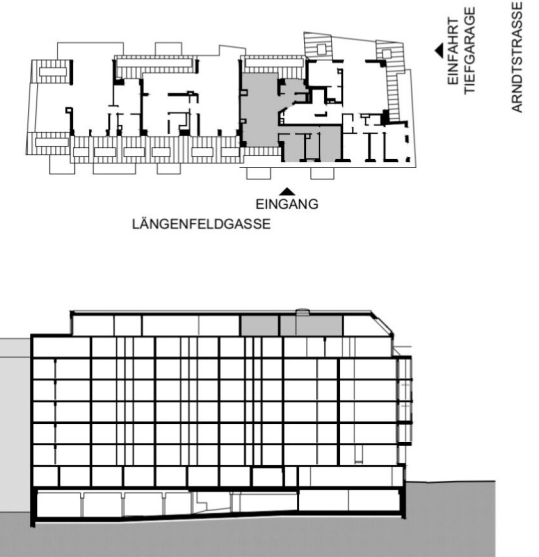 EINFAHRT
TIEFGARAGE
ARNDTSTRASSE
EINGANG
LÄNGENFELDGASSE